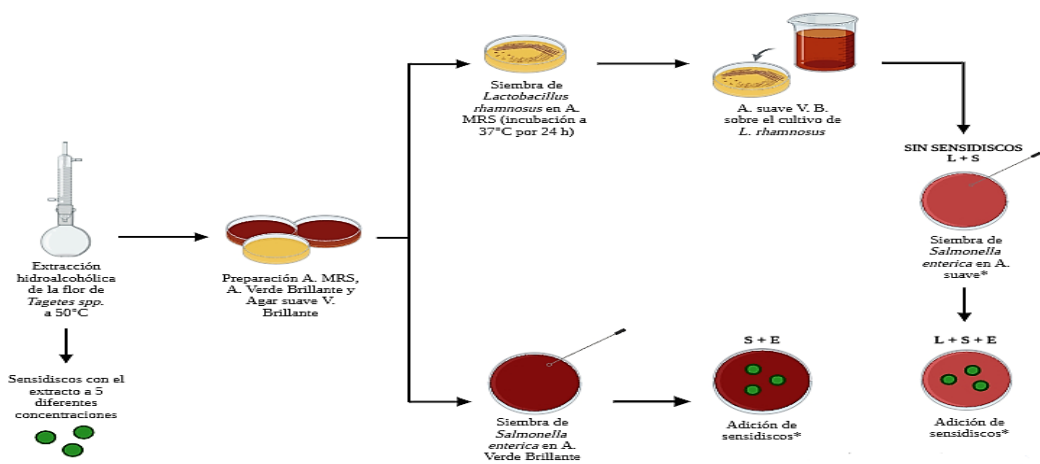 Siembra de
Lactobacillus
rhamnosus en A.
MRS (incubación a
37°C por 24 h)
A. suave V. B.
sobre el cultivo de
L. rhamnosus
SIN SENSIDISCOS
L + S
Siembra de
Salmonella
enterica en A.
suave*
Extracción
hidroalcohólica
de la flor de
Tagetes spp.
a 50°C
Preparación A. MRS,
A. Verde Brillante y
Agar suave V.
Brillante
Sensidiscos con el
extracto a 5
diferentes
concentraciones
Siembra de
Salmonella
enterica en A.
Verde Brillante
S + E
Adición de
sensidiscos*
L + S + E
Adición de
sensidiscos*